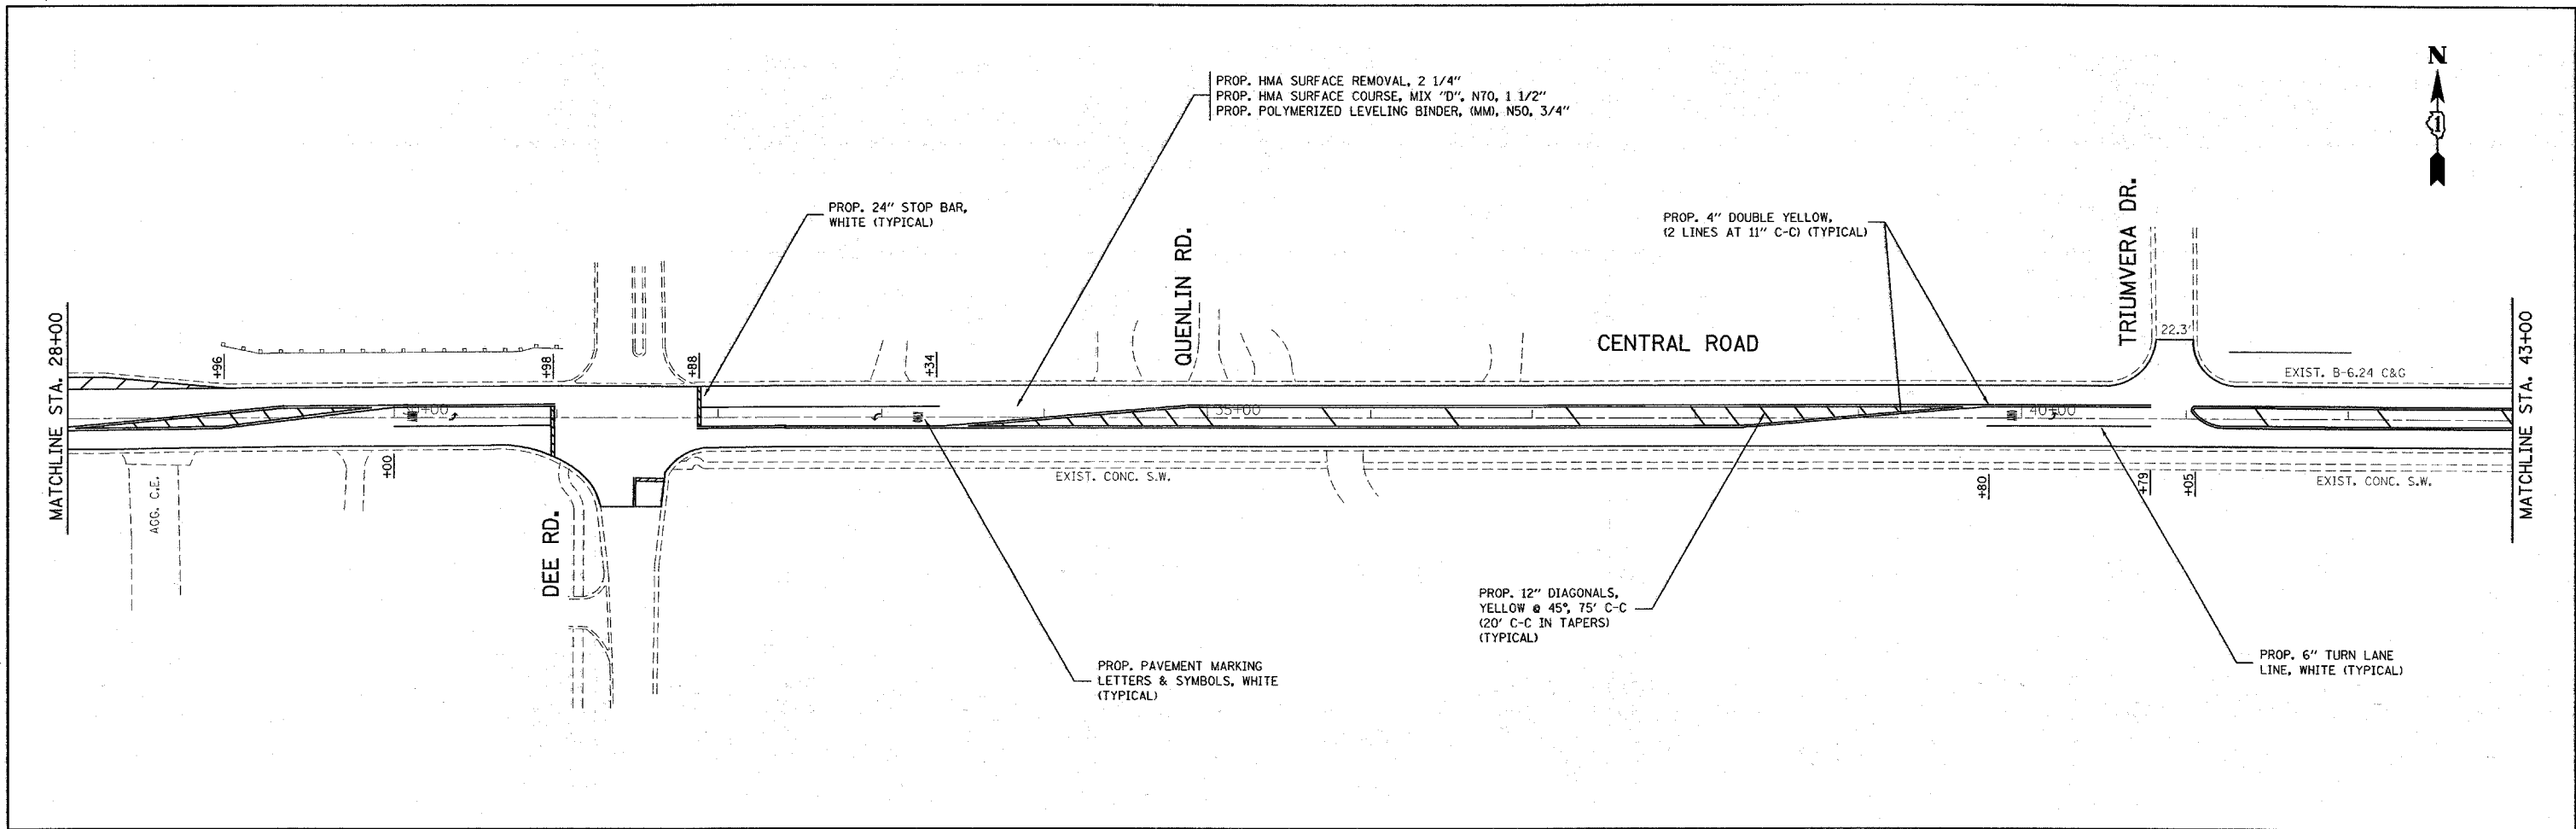 N
1
PROP. HMA SURFACE REMOVAL, 2 1/4"
PROP. HMA SURFACE COURSE, MIX "D", N70, 1 1/2"
PROP. POLYMERIZED LEVELING BINDER, (MM), N50, 3/4"
PROP. 24" STOP BAR,
WHITE (TYPICAL)
PROP. 4" DOUBLE YELLOW,
(2 LINES AT 11" C-C) (TYPICAL)
QUENLIN RD.
TRIUMVERA DR.
CENTRAL ROAD
22.3'
MATCHLINE STA. 28+00
MATCHLINE STA. 43+00
+96
+98
+88
+34
EXIST. B-6.24 C&G
35+00
40+00
+00
EXIST. CONC. S.W.
+80
+79
+05
EXIST. CONC. S.W.
AGG. C.E.
DEE RD.
PROP. 12" DIAGONALS,
YELLOW @ 45°, 75' C-C
(20' C-C IN TAPERS)
(TYPICAL)
PROP. PAVEMENT MARKING
LETTERS & SYMBOLS, WHITE
(TYPICAL)
PROP. 6" TURN LANE
LINE, WHITE (TYPICAL)